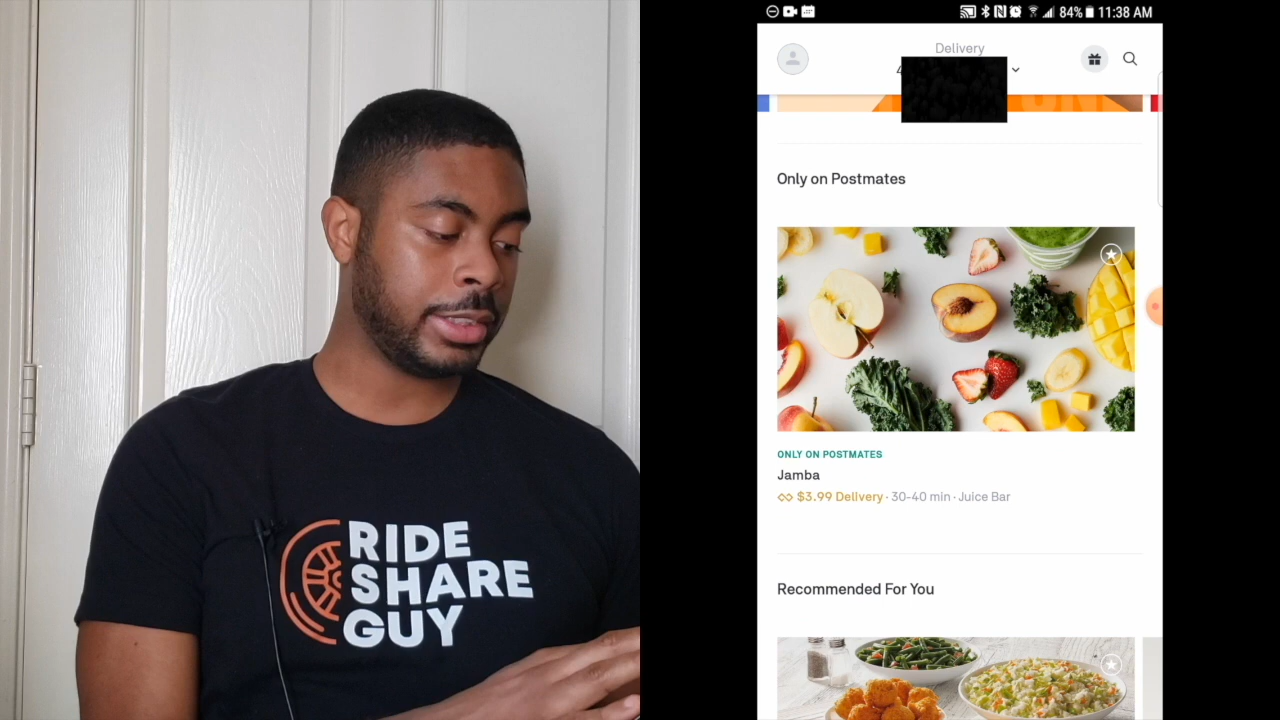 RIDE
SHARE
GUY
84% 11:38 AM
Delivery
Only on Postmates
ONLY ON POSTMATES
Jamba
$3.99 Delivery · 30-40 min · Juice Bar
Recommended For You